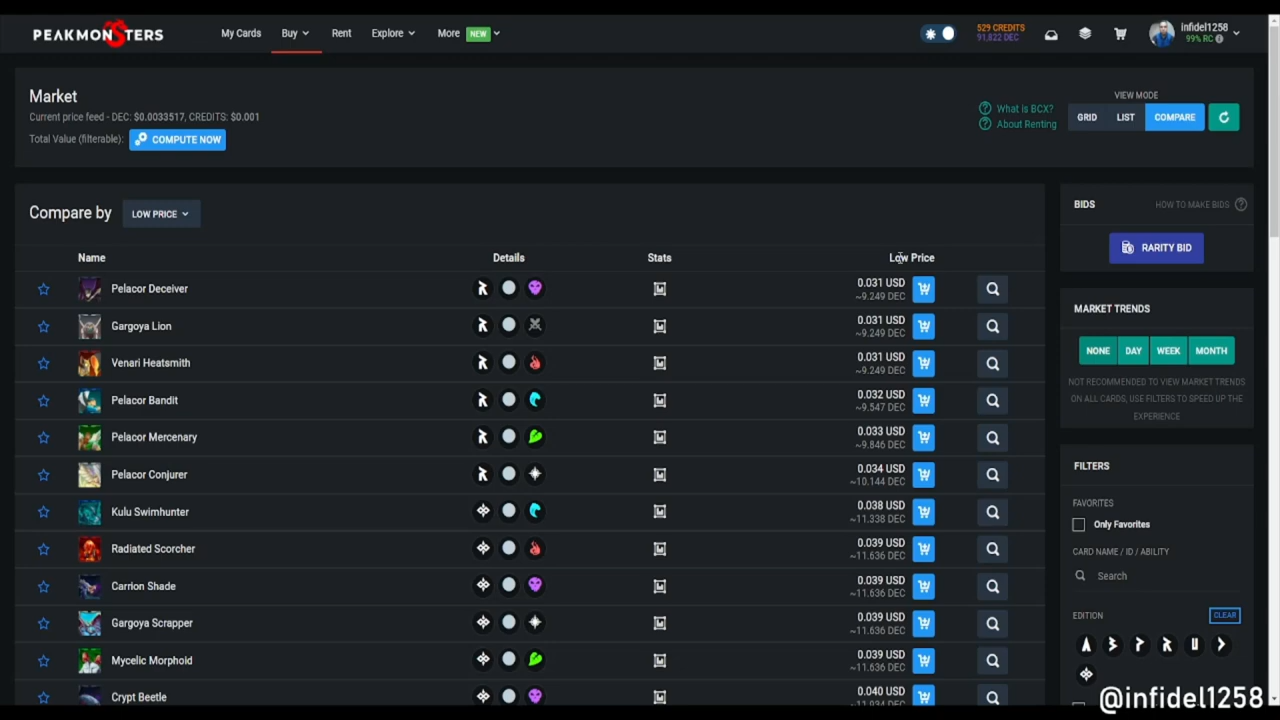 PEAKMONSTERS
My Cards
Buy
Rent
Explore
More NEW
529 CREDITS
91,822 DEC
infidel1258
99% RC
Market
Current price feed - DEC: $0.0033517, CREDITS: $0.001
Total Value (filterable): COMPUTE NOW
What is BCX?
About Renting
VIEW MODE
GRID LIST COMPARE
Compare by LOW PRICE
Name Details Stats Low Price
Pelacor Deceiver 0.031 USD
~9.249 DEC
Gargoya Lion 0.031 USD
~9.249 DEC
Venari Heatsmith 0.031 USD
~9.249 DEC
Pelacor Bandit 0.032 USD
~9.547 DEC
Pelacor Mercenary 0.033 USD
~9.846 DEC
Pelacor Conjurer 0.034 USD
~10.144 DEC
Kulu Swimhunter 0.038 USD
~11.338 DEC
Radiated Scorcher 0.039 USD
~11.636 DEC
Carrion Shade 0.039 USD
~11.636 DEC
Gargoya Scrapper 0.039 USD
~11.636 DEC
Mycelic Morphoid 0.039 USD
~11.636 DEC
Crypt Beetle 0.040 USD
~11.934 DEC
BIDS HOW TO MAKE BIDS
RARITY BID
MARKET TRENDS
NONE DAY WEEK MONTH
NOT RECOMMENDED TO VIEW MARKET TRENDS
ON ALL CARDS, USE FILTERS TO SPEED UP THE
EXPERIENCE
FILTERS
FAVORITES
Only Favorites
CARD NAME / ID / ABILITY
Search
EDITION CLEAR
@infidel1258